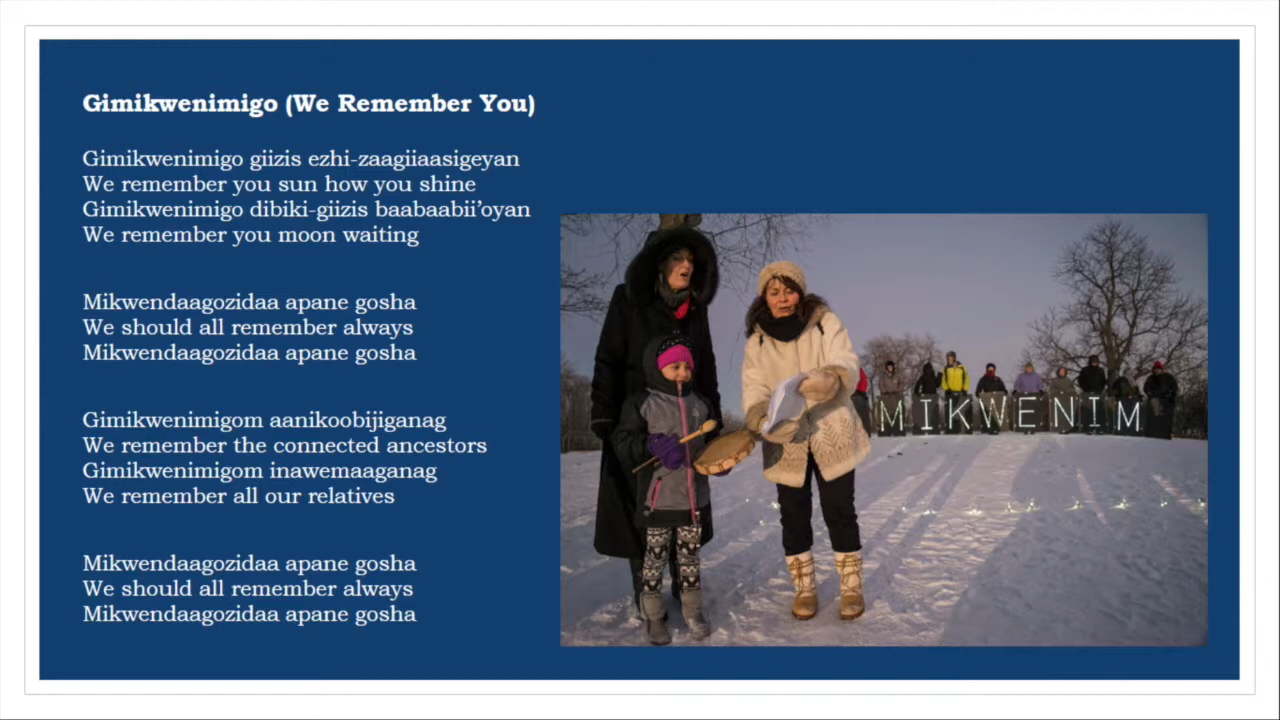 Gimikwenimigo (We Remember You)
Gimikwenimigo giizis ezhi-zaagiiaasigeyan
We remember you sun how you shine
Gimikwenimigo dibiki-giizis baabaabii’oyan
We remember you moon waiting
Mikwendaagozidaa apane gosha
We should all remember always
Mikwendaagozidaa apane gosha
Gimikwenimigom aanikoobijiganag
We remember the connected ancestors
Gimikwenimigom inawemaaganag
We remember all our relatives
Mikwendaagozidaa apane gosha
We should all remember always
Mikwendaagozidaa apane gosha
MIKWENIM